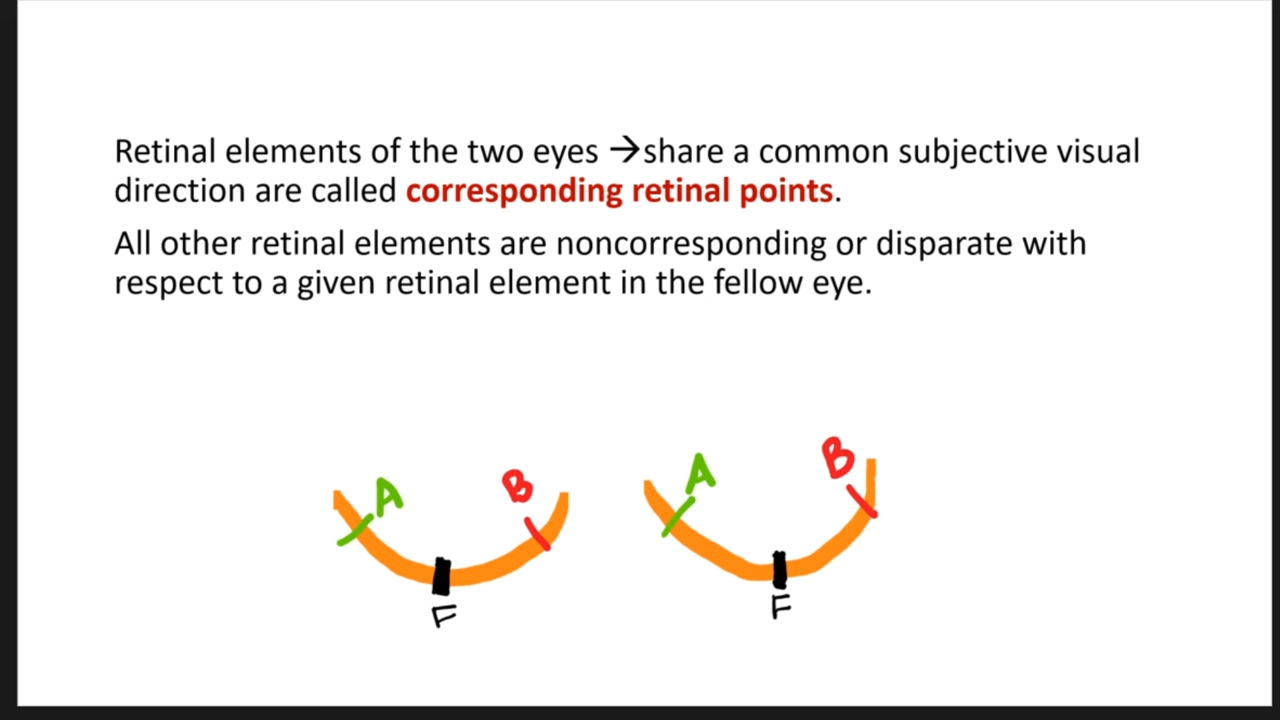 Retinal elements of the two eyes →share a common subjective visual
direction are called corresponding retinal points.
All other retinal elements are noncorresponding or disparate with
respect to a given retinal element in the fellow eye.
A B A B
F F